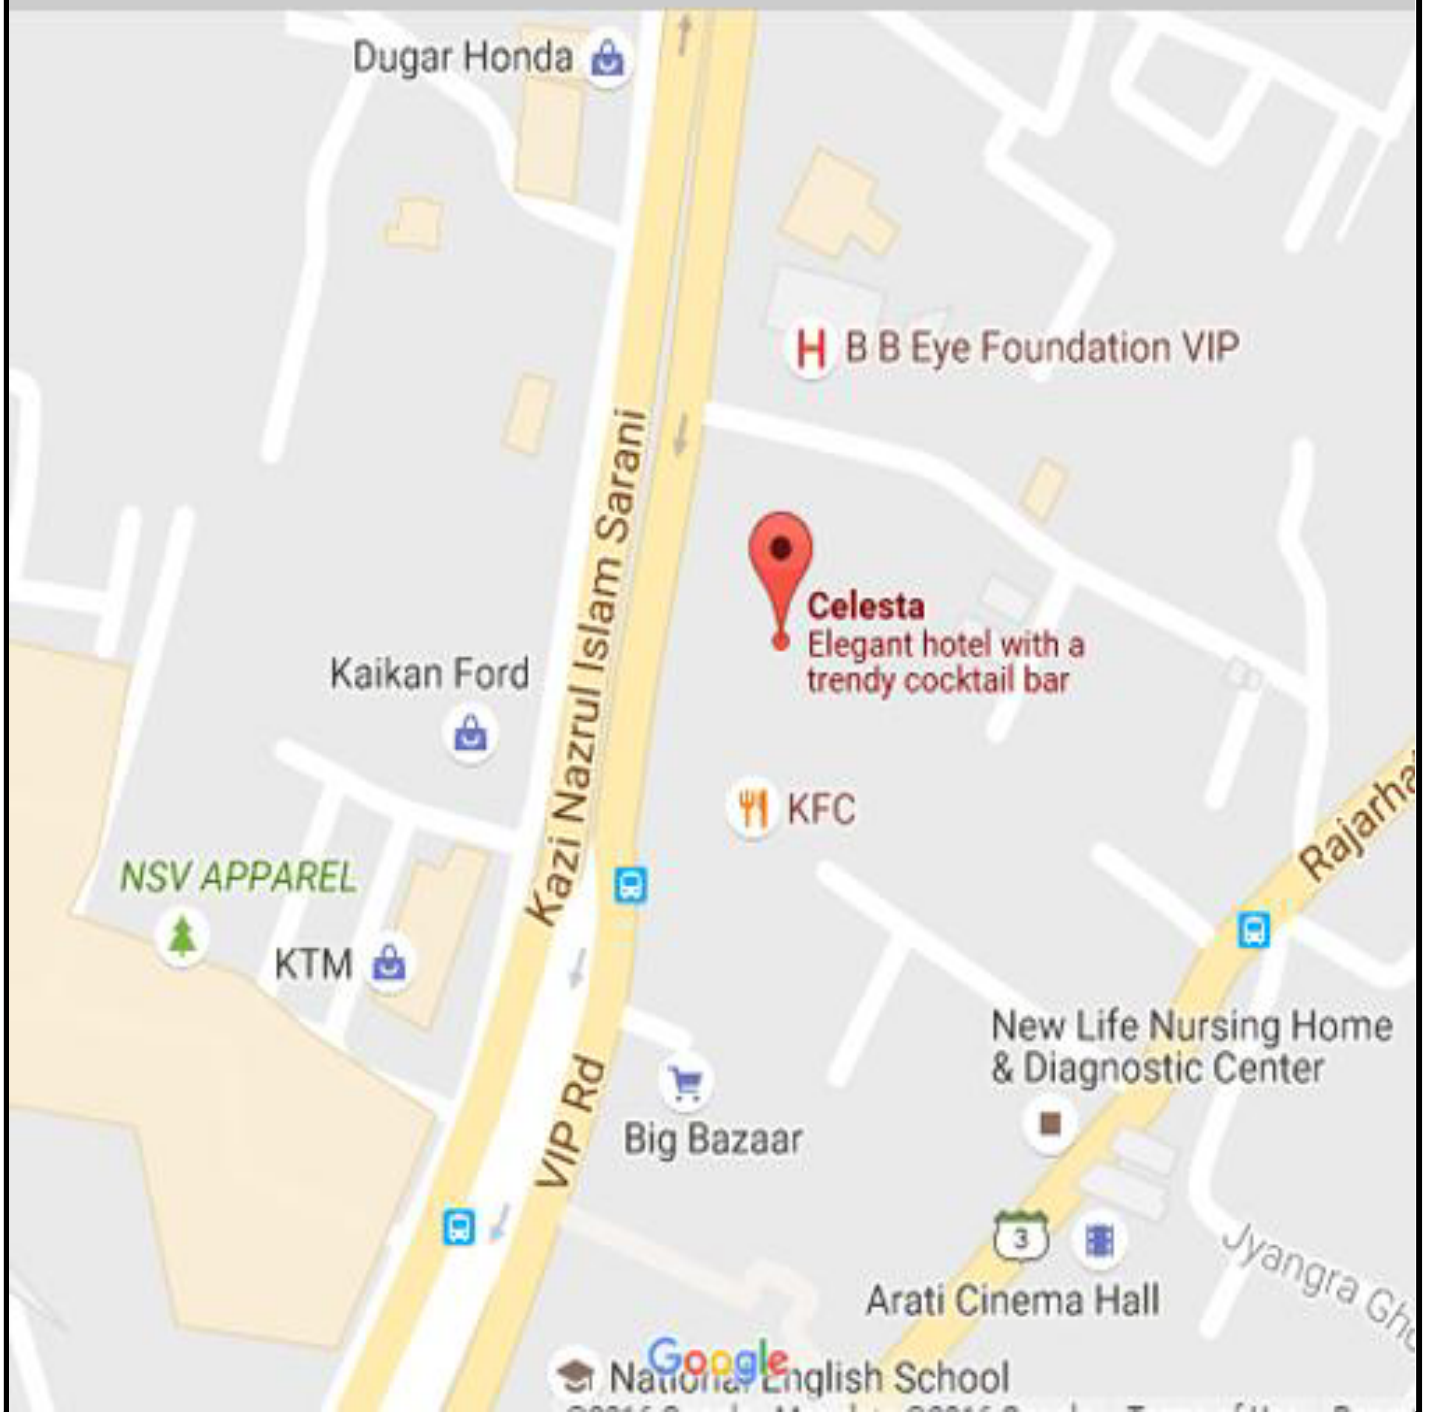 Dugar Honda
B B Eye Foundation VIP
Kazi Nazrul Islam Sarani
Celesta
Elegant hotel with a
trendy cocktail bar
Kaikan Ford
KFC
Rajarha
NSV APPAREL
KTM
New Life Nursing Home
& Diagnostic Center
VIP Rd
Big Bazaar
3
Jyangra Gho
Arati Cinema Hall
Google
National English School